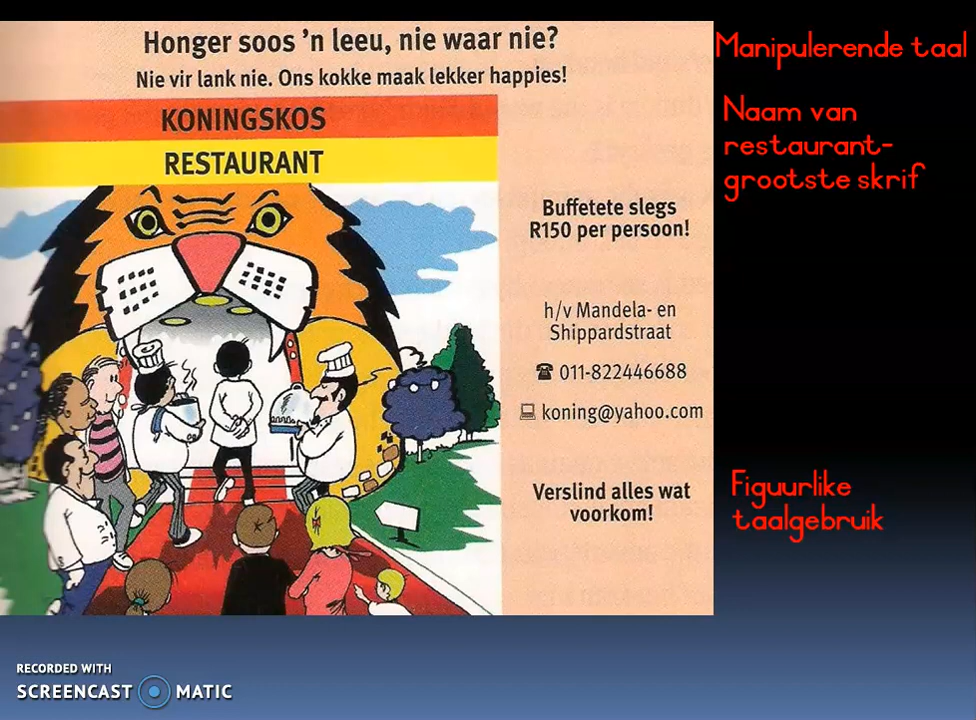 Honger soos 'n leeu, nie waar nie?
Nie vir lank nie. Ons kokke maak lekker happies!
KONINGSKOS
RESTAURANT
Buffetete slegs
R150 per persoon!
h/v Mandela- en
Shippardstraat
☎ 011-822446688
koning@yahoo.com
Verslind alles wat
voorkom!
Manipulerende taal
Naam van
restaurant-
grootste skrif
Figuurlike
taalgebruik
RECORDED WITH
SCREENCAST MATIC